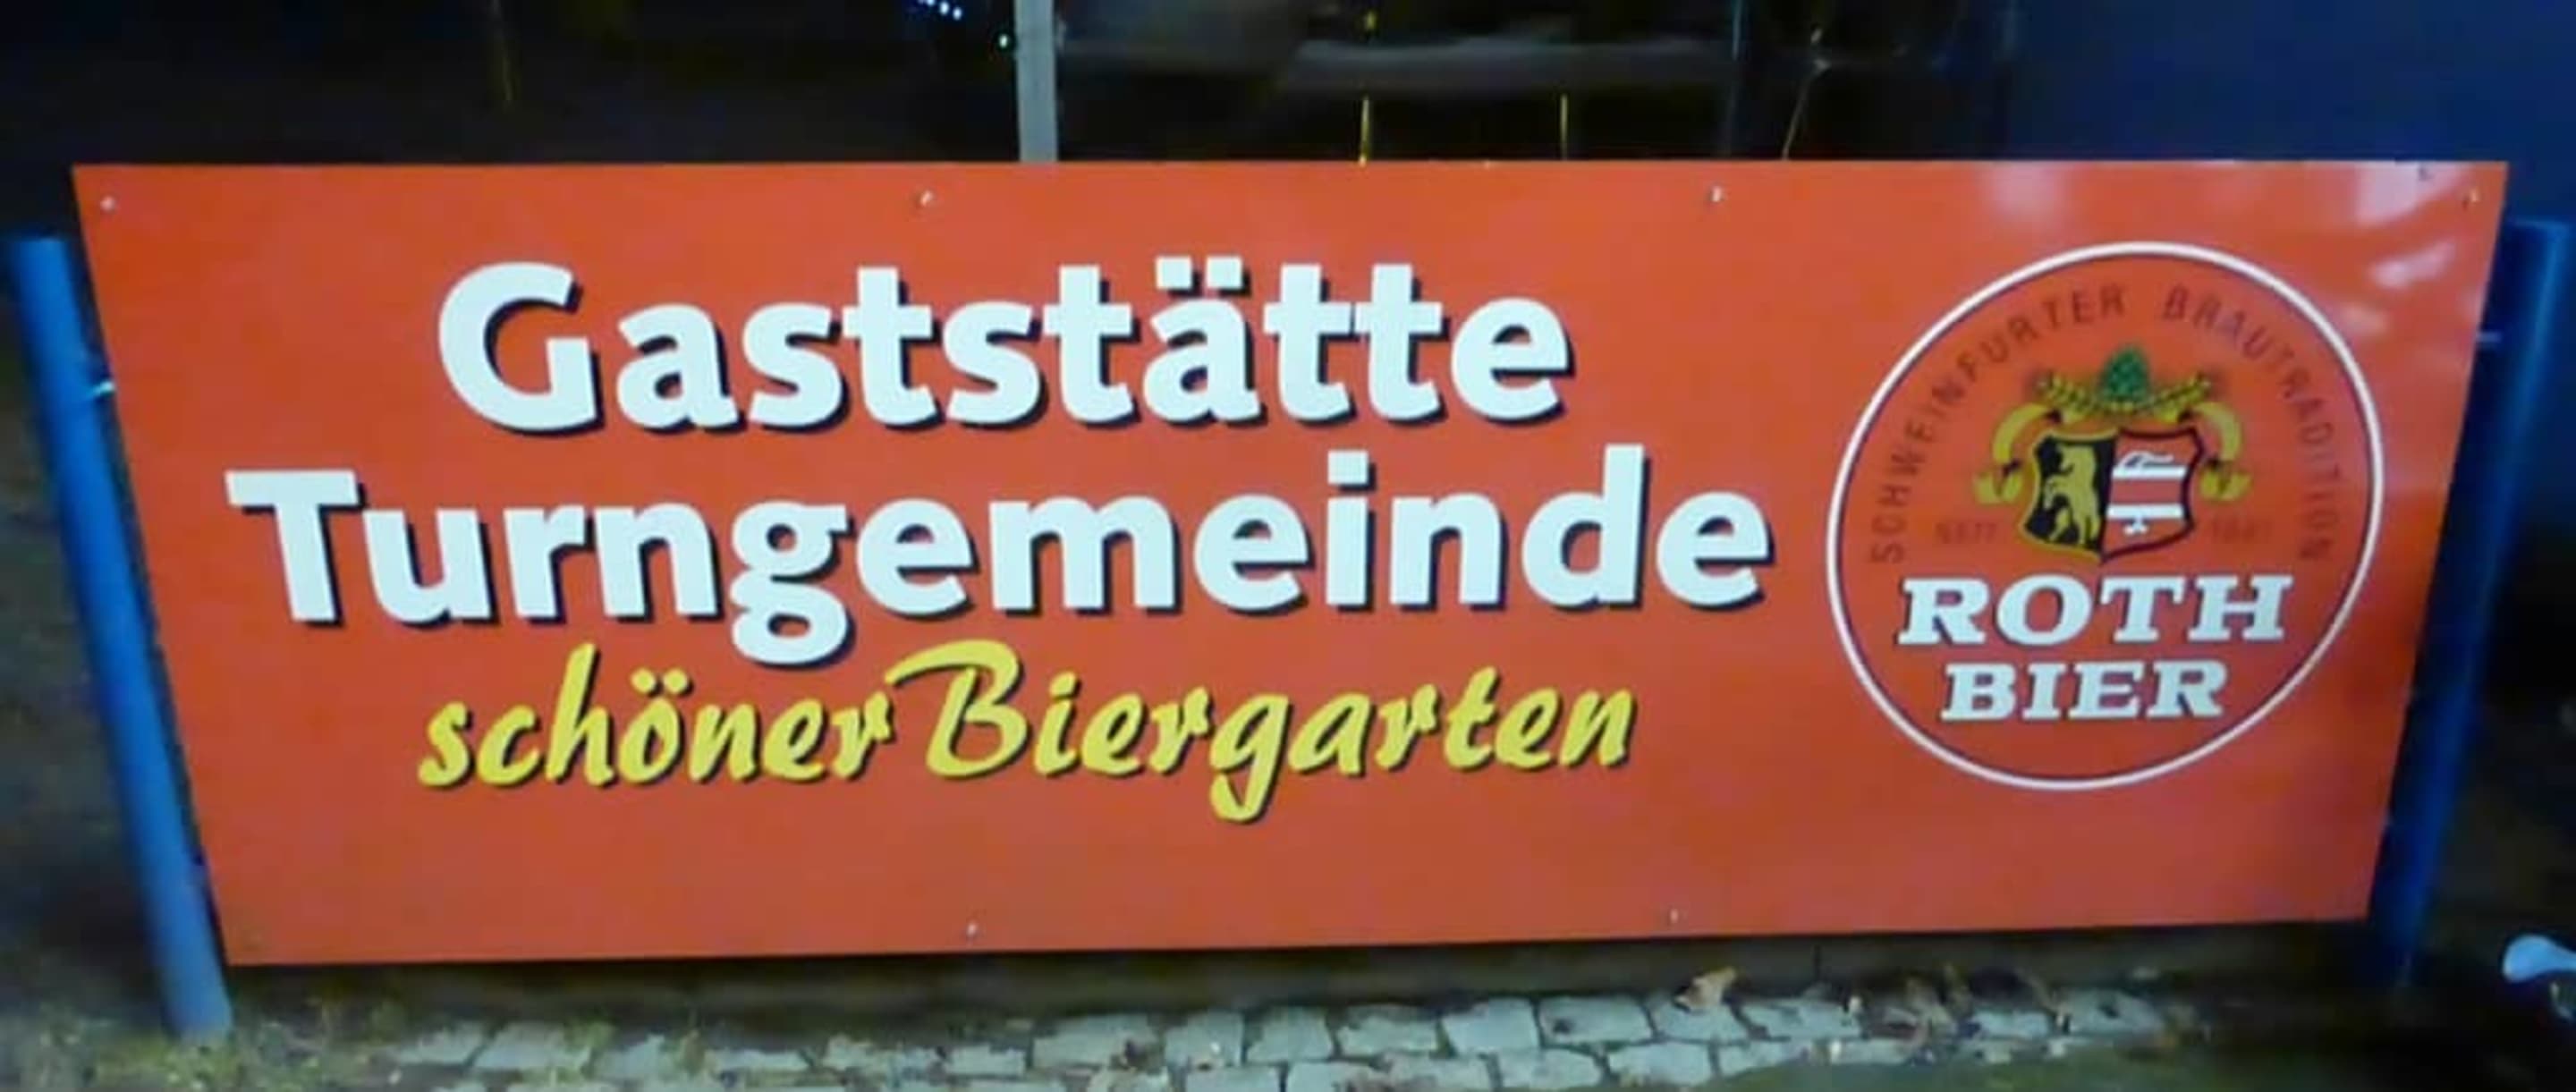 Gaststätte
Turngemeinde
schöner Biergarten
SCHWEINFURTER BRAUTRADITION
ROTH
BIER